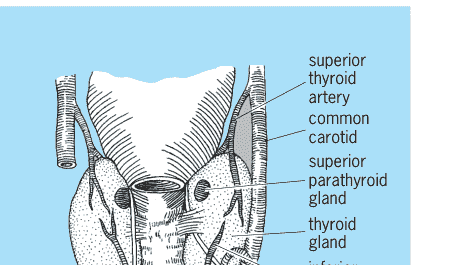 superior
thyroid
artery
common
carotid
superior
parathyroid
gland
thyroid
gland